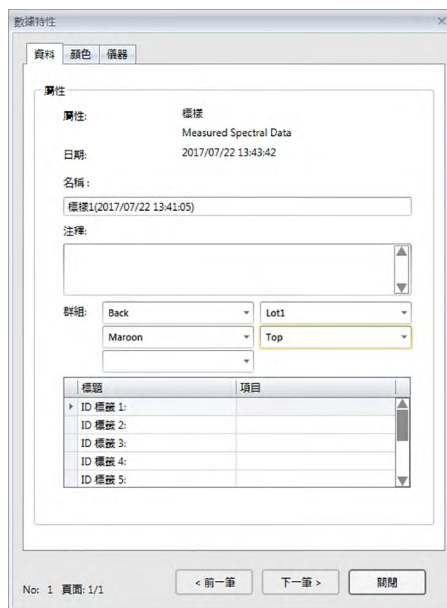 數據特性
資料 顏色 儀器
屬性
屬性: 標樣
Measured Spectral Data
日期: 2017/07/22 13:43:42
名稱:
標樣1(2017/07/22 13:41:05)
注釋:
群組: Back Lot1
Maroon Top
標題 項目
ID 標籤 1:
ID 標籤 2:
ID 標籤 3:
ID 標籤 4:
ID 標籤 5:
No: 1 頁面: 1/1 < 前一筆 下一筆 > 關閉